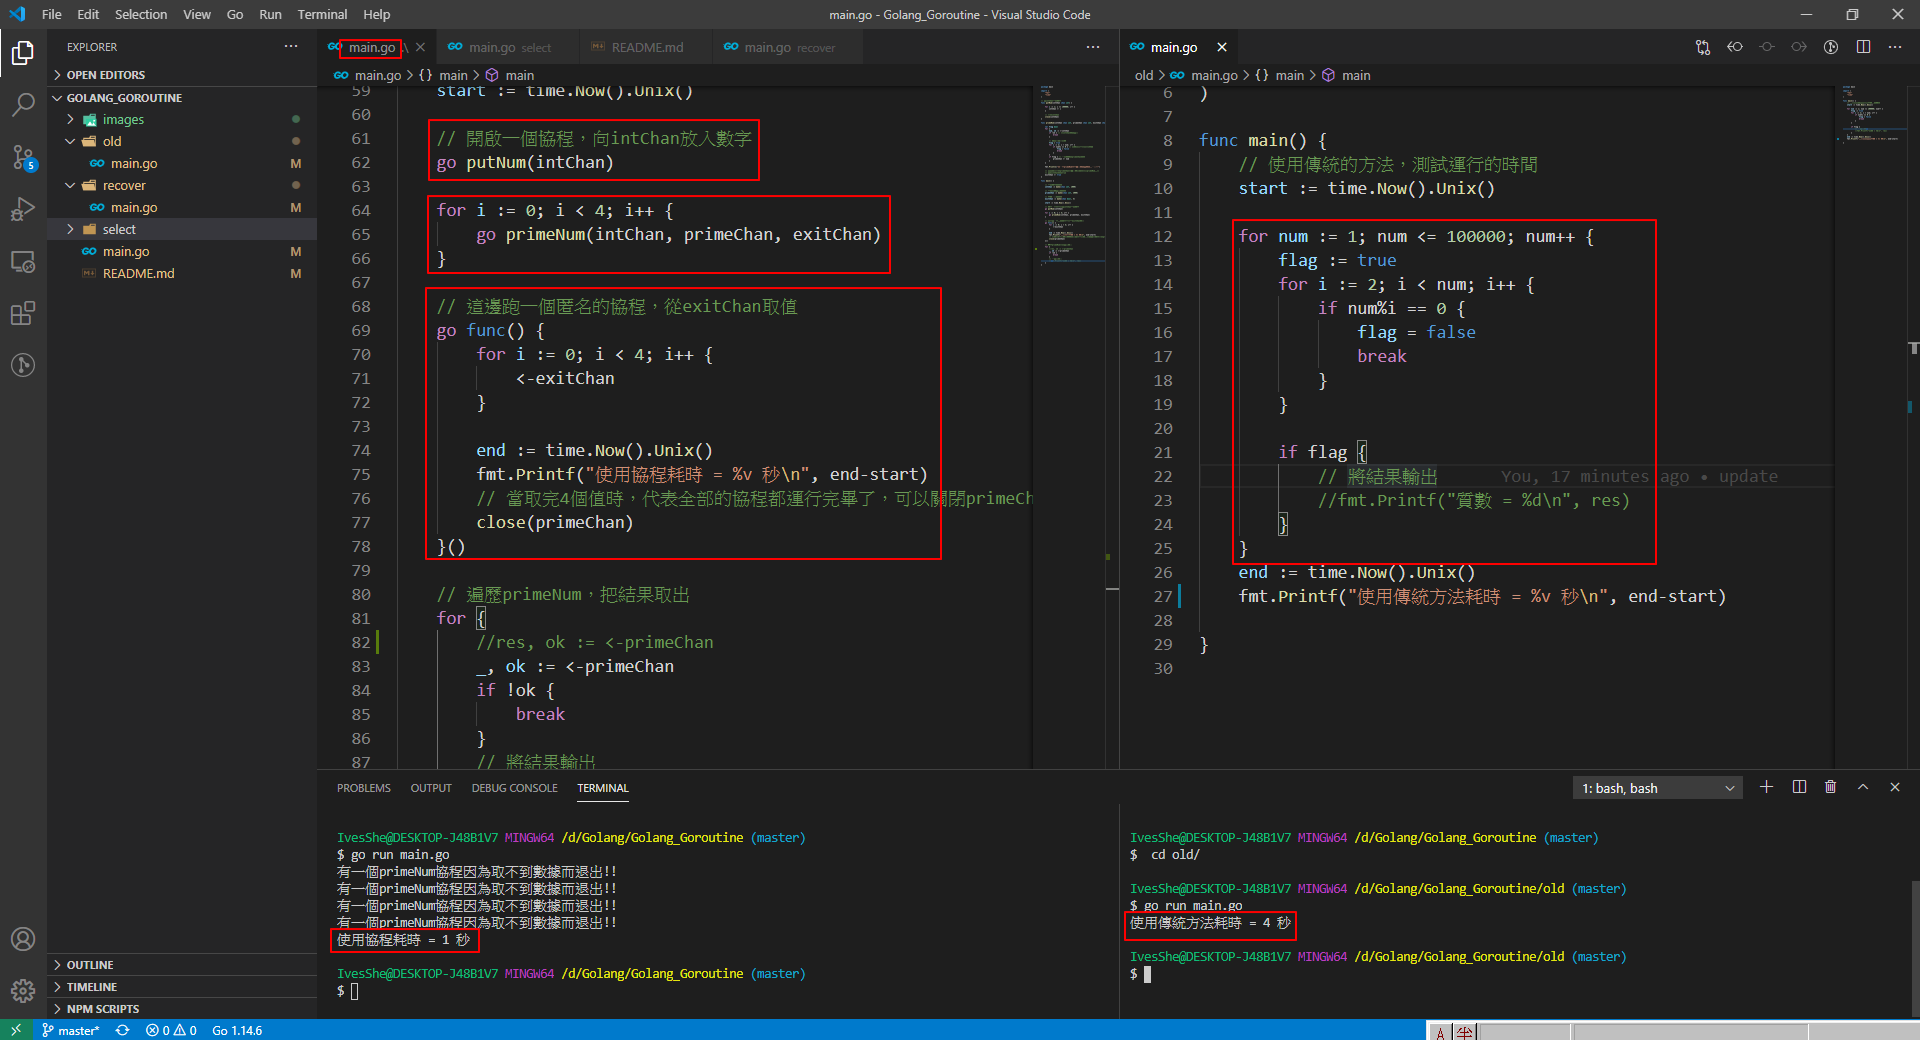 File Edit Selection View Go Run Terminal Help
main.go - Golang_Goroutine - Visual Studio Code
EXPLORER
OPEN EDITORS
GOLANG_GOROUTINE
images
old
main.go M
recover
main.go M
select
main.go M
README.md M
OUTLINE
TIMELINE
NPM SCRIPTS
5
main.go .\
main.go select
README.md
main.go recover
main.go > {} main > main
59 start := time.Now().Unix()
60
61 // 開啟一個協程，向intChan放入數字
62 go putNum(intChan)
63
64 for i := 0; i < 4; i++ {
65 go primeNum(intChan, primeChan, exitChan)
66 }
67
68 // 這邊跑一個匿名的協程，從exitChan取值
69 go func() {
70 for i := 0; i < 4; i++ {
71 <-exitChan
72 }
73
74 end := time.Now().Unix()
75 fmt.Printf("使用協程耗時 = %v 秒\n", end-start)
76 // 當取完4個值時，代表全部的協程都運行完畢了，可以關閉primeCh
77 close(primeChan)
78 }()
79
80 // 遍歷primeNum，把結果取出
81 for {
82 //res, ok := <-primeChan
83 _, ok := <-primeChan
84 if !ok {
85 break
86 }
87 // 將結果輸出
main.go
old > main.go > {} main > main
6 )
7
8 func main() {
9 // 使用傳統的方法，測試運行的時間
10 start := time.Now().Unix()
11
12 for num := 1; num <= 100000; num++ {
13 flag := true
14 for i := 2; i < num; i++ {
15 if num%i == 0 {
16 flag = false
17 break
18 }
19 }
20
21 if flag {
22 // 將結果輸出 You, 17 minutes ago • update
23 //fmt.Printf("質數 = %d\n", res)
24 }
25 }
26 end := time.Now().Unix()
27 fmt.Printf("使用傳統方法耗時 = %v 秒\n", end-start)
28
29 }
30
PROBLEMS OUTPUT DEBUG CONSOLE TERMINAL
1: bash, bash
IvesShe@DESKTOP-J48B1V7 MINGW64 /d/Golang/Golang_Goroutine (master)
$ go run main.go
有一個primeNum協程因為取不到數據而退出!!
有一個primeNum協程因為取不到數據而退出!!
有一個primeNum協程因為取不到數據而退出!!
有一個primeNum協程因為取不到數據而退出!!
使用協程耗時 = 1 秒
IvesShe@DESKTOP-J48B1V7 MINGW64 /d/Golang/Golang_Goroutine (master)
$
IvesShe@DESKTOP-J48B1V7 MINGW64 /d/Golang/Golang_Goroutine (master)
$ cd old/
IvesShe@DESKTOP-J48B1V7 MINGW64 /d/Golang/Golang_Goroutine/old (master)
$ go run main.go
使用傳統方法耗時 = 4 秒
IvesShe@DESKTOP-J48B1V7 MINGW64 /d/Golang/Golang_Goroutine/old (master)
$
master* 0 0 Go 1.14.6
A 半